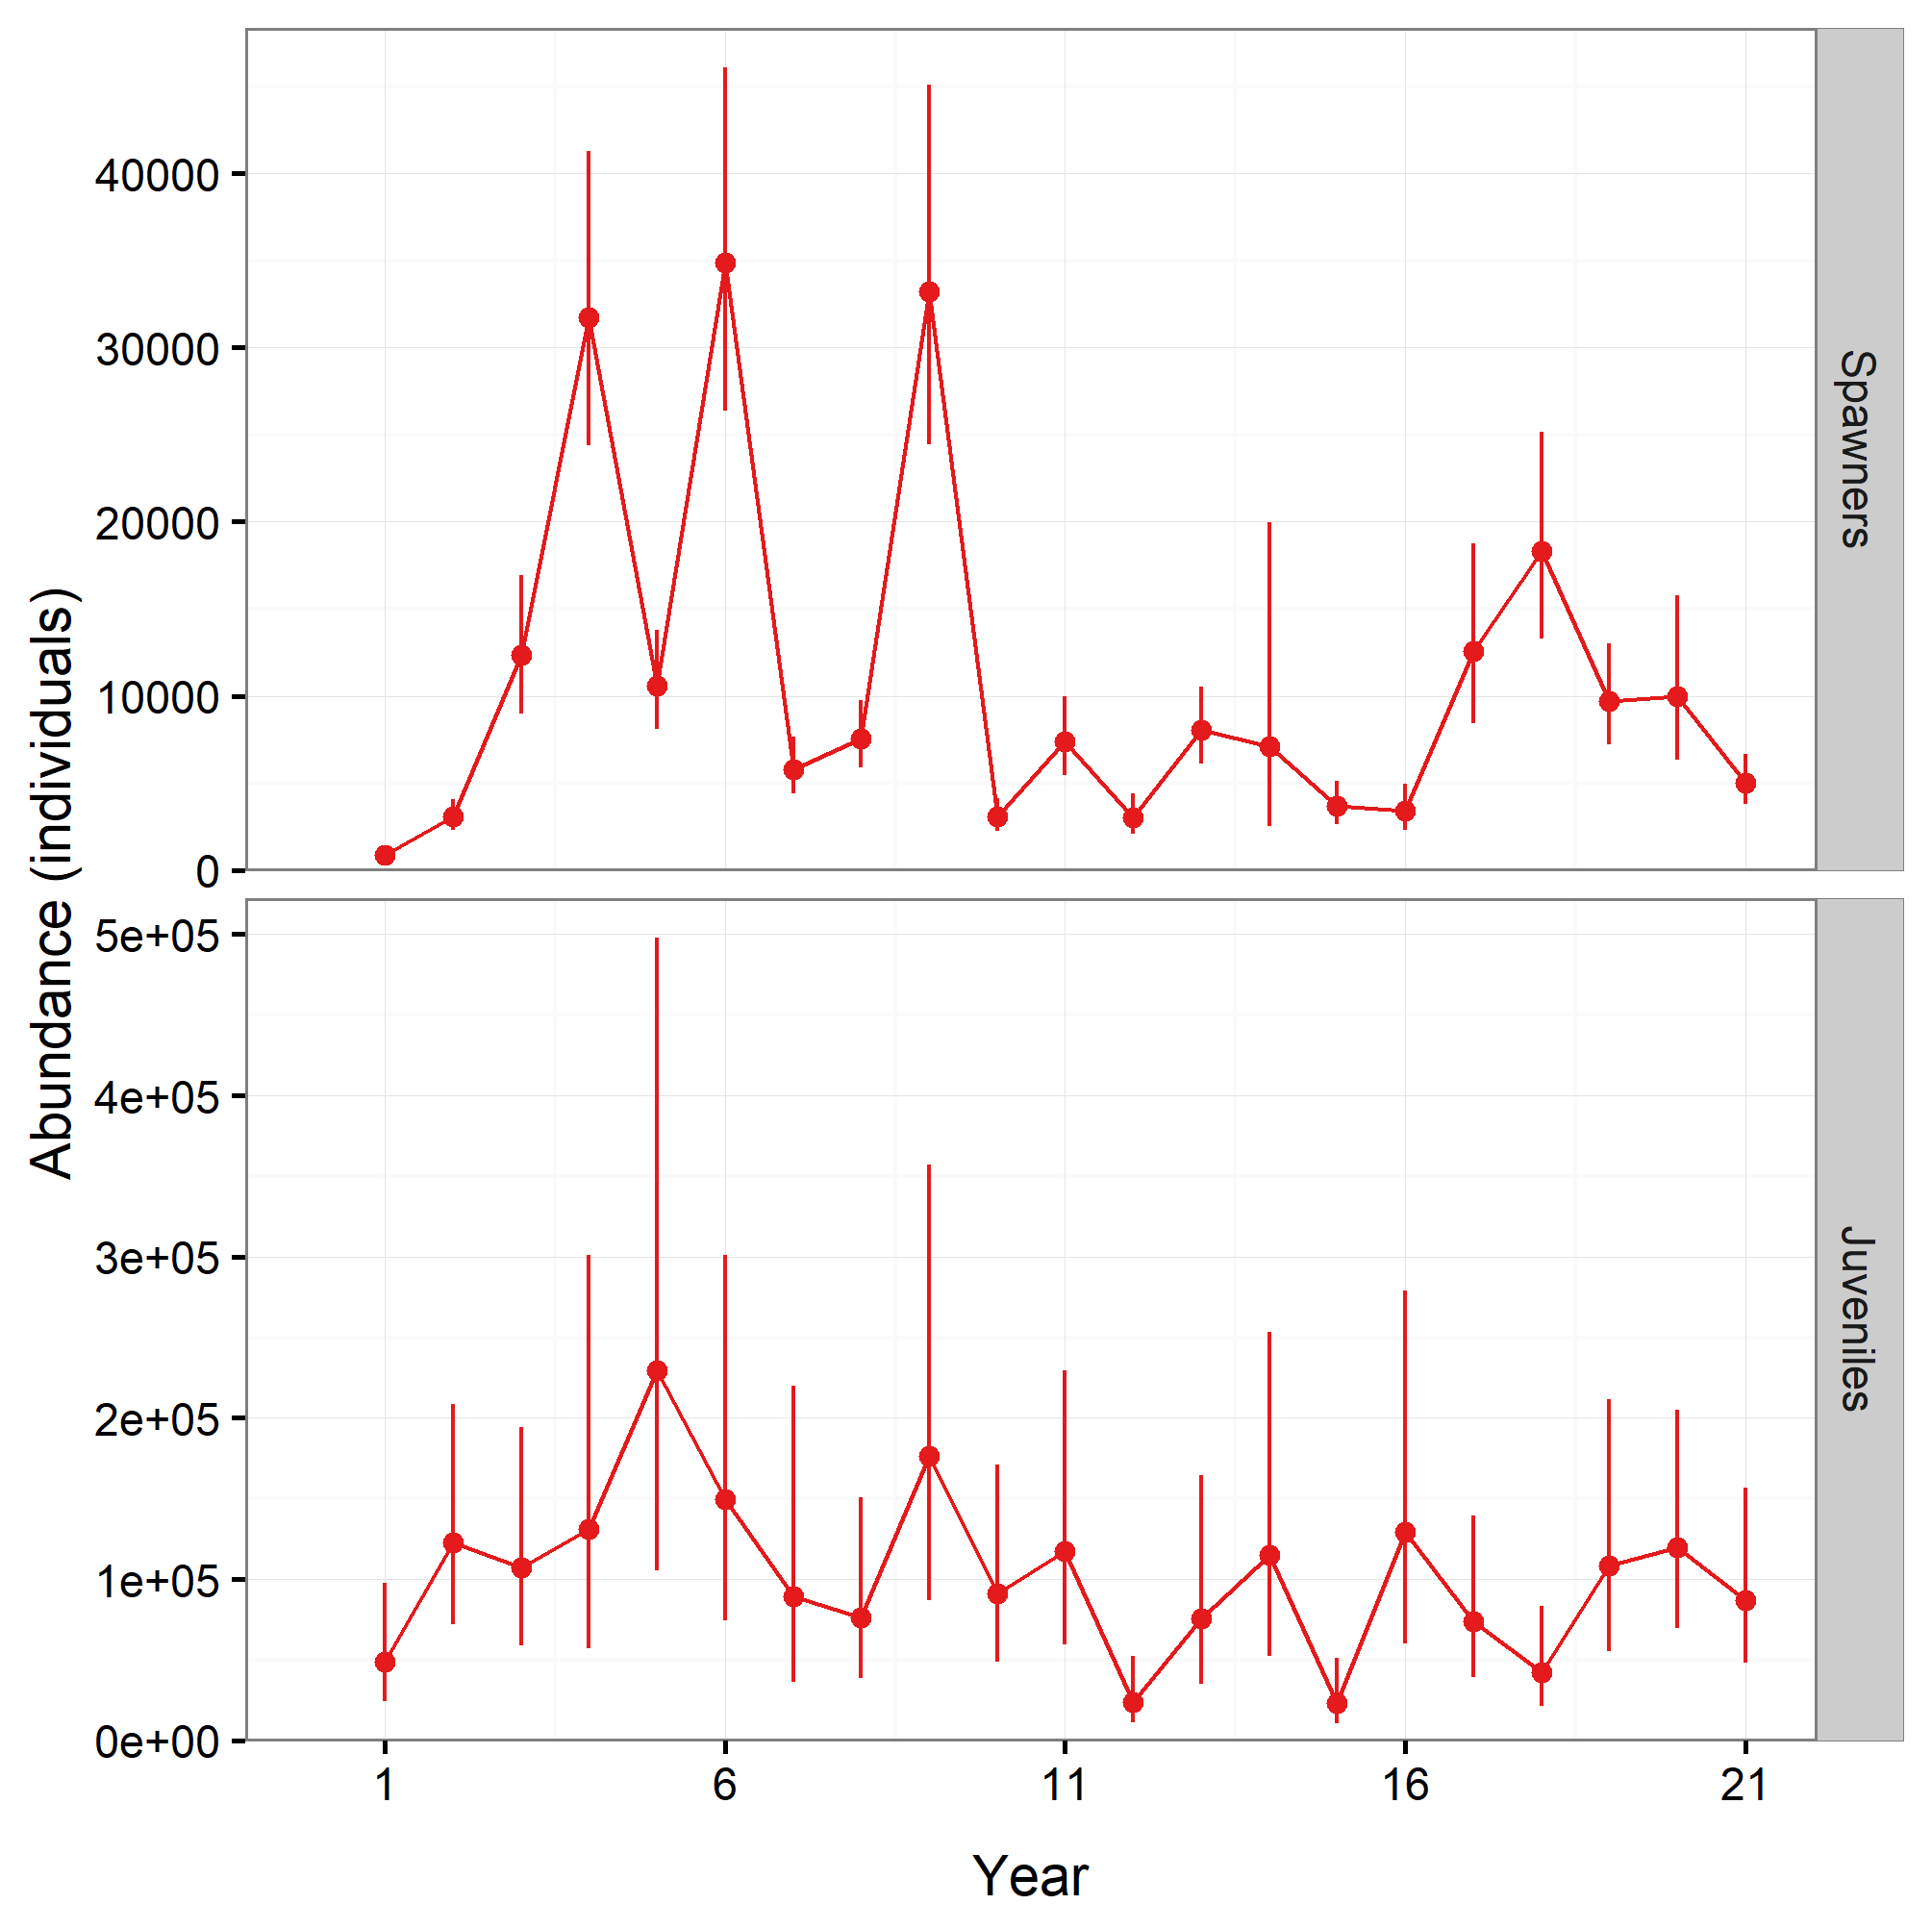 Abundance (individuals)
40000
30000
20000
10000
0
Spawners
5e+05
4e+05
3e+05
2e+05
1e+05
0e+00
Juveniles
1 6 11 16 21
Year